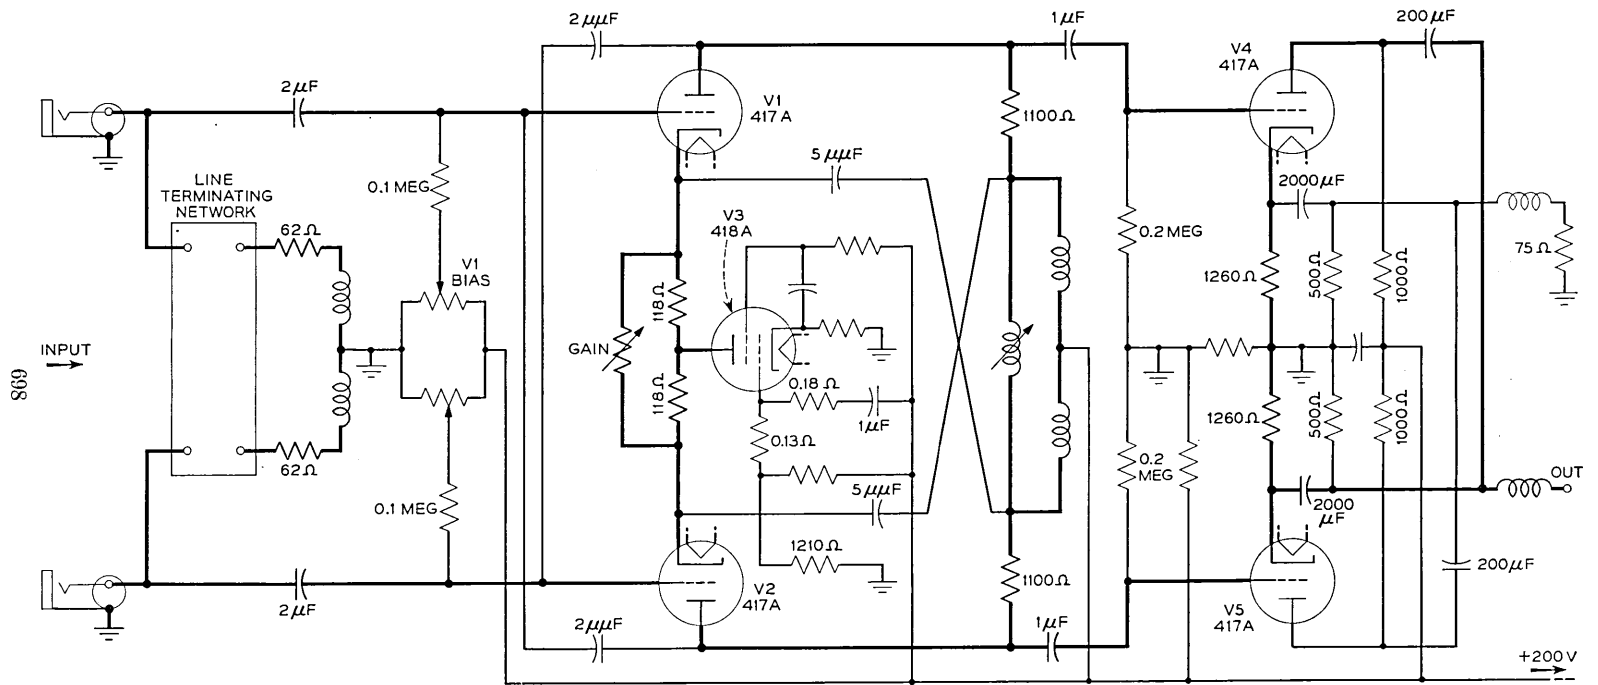 2μμF
1μF
200μF
V4
417A
2μF
V1
417A
1100Ω
5μμF
2000μF
0.1 MEG
LINE
TERMINATING
NETWORK
V3
418A
62Ω
0.2 MEG
75Ω
V1
BIAS
1260Ω
500Ω
1000Ω
118Ω
INPUT
GAIN
118Ω
0.18Ω
1μF
0.13Ω
1260Ω
500Ω
1000Ω
62Ω
0.2
MEG
OUT
0.1 MEG
5μμF
2000
μF
1210Ω
1100Ω
200μF
2μF
V2
417A
V5
417A
2μμF
1μF
+200V
869